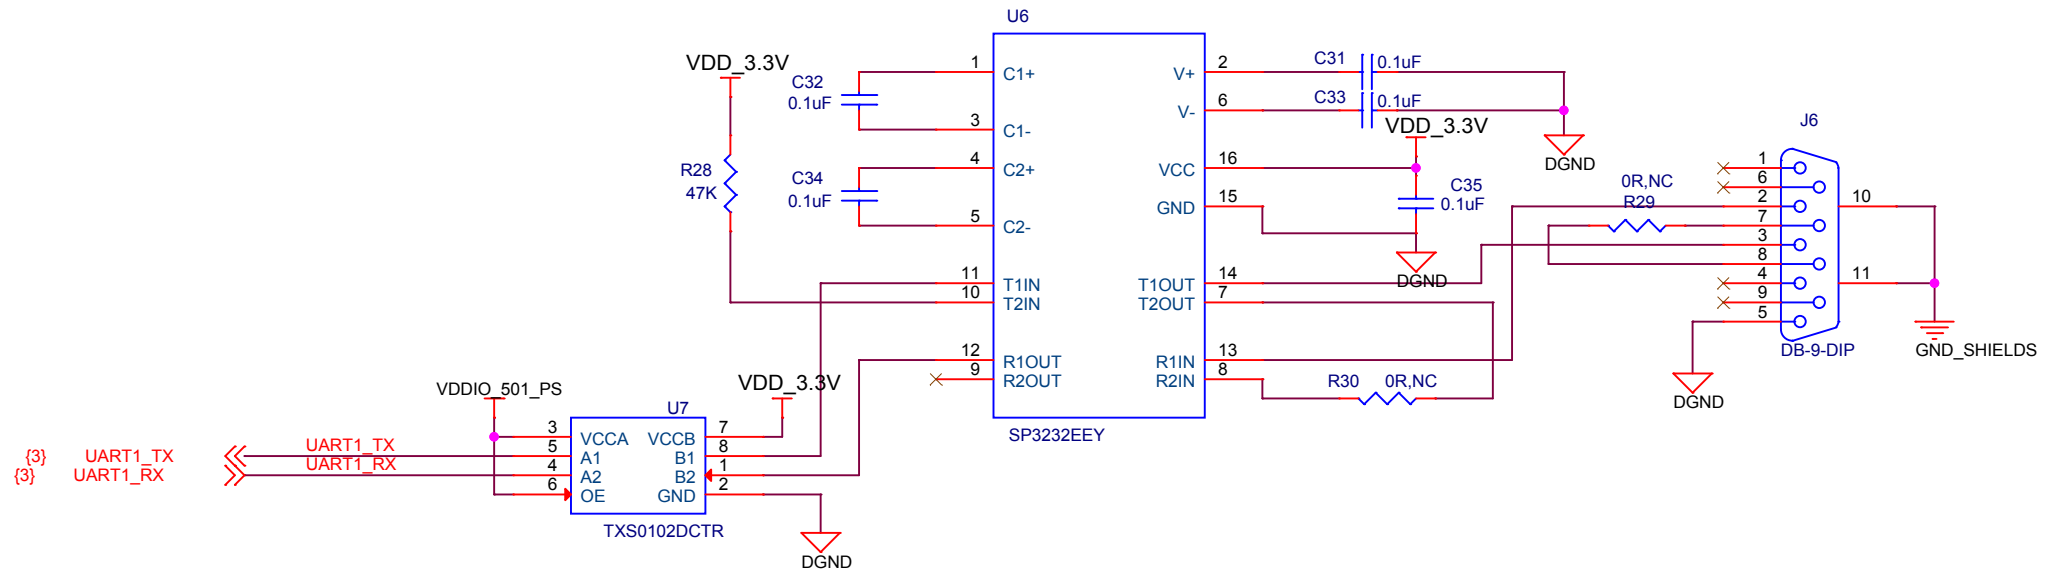 U6
VDD_3.3V
C32
0.1uF
R28
47K
C34
0.1uF
1
3
4
5
11
10
12
9
C1+
C1-
C2+
C2-
T1IN
T2IN
R1OUT
R2OUT
V+
V-
VCC
GND
T1OUT
T2OUT
R1IN
R2IN
2
6
16
15
14
7
13
8
SP3232EEY
C31
0.1uF
C33
0.1uF
VDD_3.3V
DGND
C35
0.1uF
DGND
R30
0R,NC
0R,NC
R29
J6
1
6
2
7
3
8
4
9
5
10
11
DB-9-DIP
DGND
GND_SHIELDS
VDDIO_501_PS
VDD_3.3V
U7
3
5
4
6
VCCA
A1
A2
OE
VCCB
B1
B2
GND
7
8
1
2
TXS0102DCTR
DGND
{3} UART1_TX
{3} UART1_RX
UART1_TX
UART1_RX